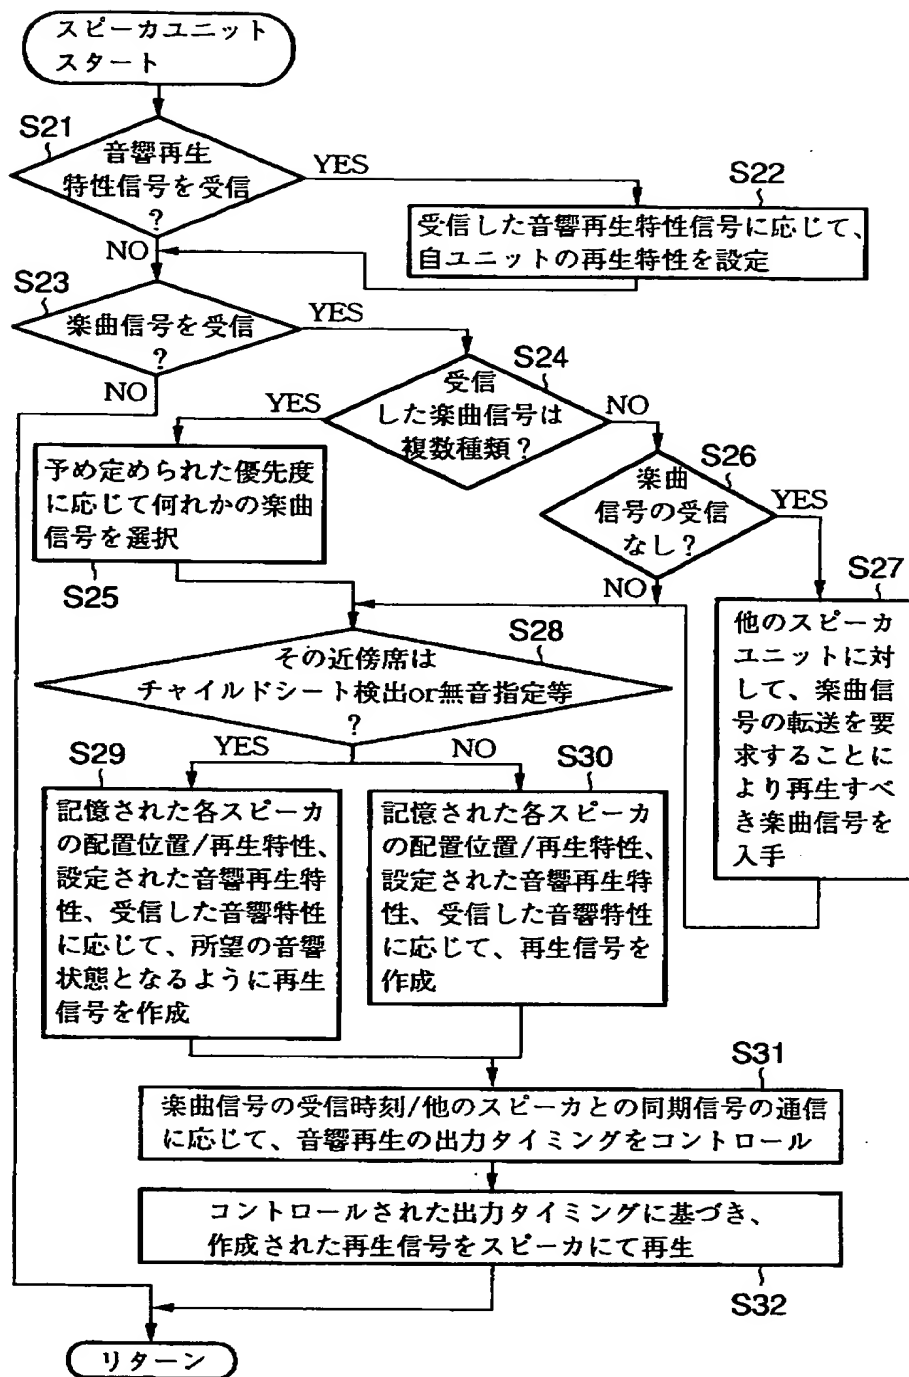 スピーカユニット
スタート
S21
音響再生
特性信号を受信
?
YES
NO
S22
受信した音響再生特性信号に応じて、
自ユニットの再生特性を設定
S23
楽曲信号を受信
?
YES
NO
S24
受信
した楽曲信号は
複数種類?
YES
NO
予め定められた優先度
に応じて何れかの楽曲
信号を選択
S25
S26
楽曲
信号の受信
なし?
YES
NO
S27
他のスピーカ
ユニットに対
して、楽曲信
号の転送を要
求することに
より再生すべ
き楽曲信号を
入手
S28
その近傍席は
チャイルドシート検出or無音指定等
?
YES
NO
S29
記憶された各スピーカ
の配置位置/再生特性、
設定された音響再生特
性、受信した音響特性
に応じて、所望の音響
状態となるように再生
信号を作成
S30
記憶された各スピーカ
の配置位置/再生特性、
設定された音響再生特
性、受信した音響特性
に応じて、再生信号を
作成
S31
楽曲信号の受信時刻/他のスピーカとの同期信号の通信
に応じて、音響再生の出力タイミングをコントロール
コントロールされた出力タイミングに基づき、
作成された再生信号をスピーカにて再生
S32
リターン